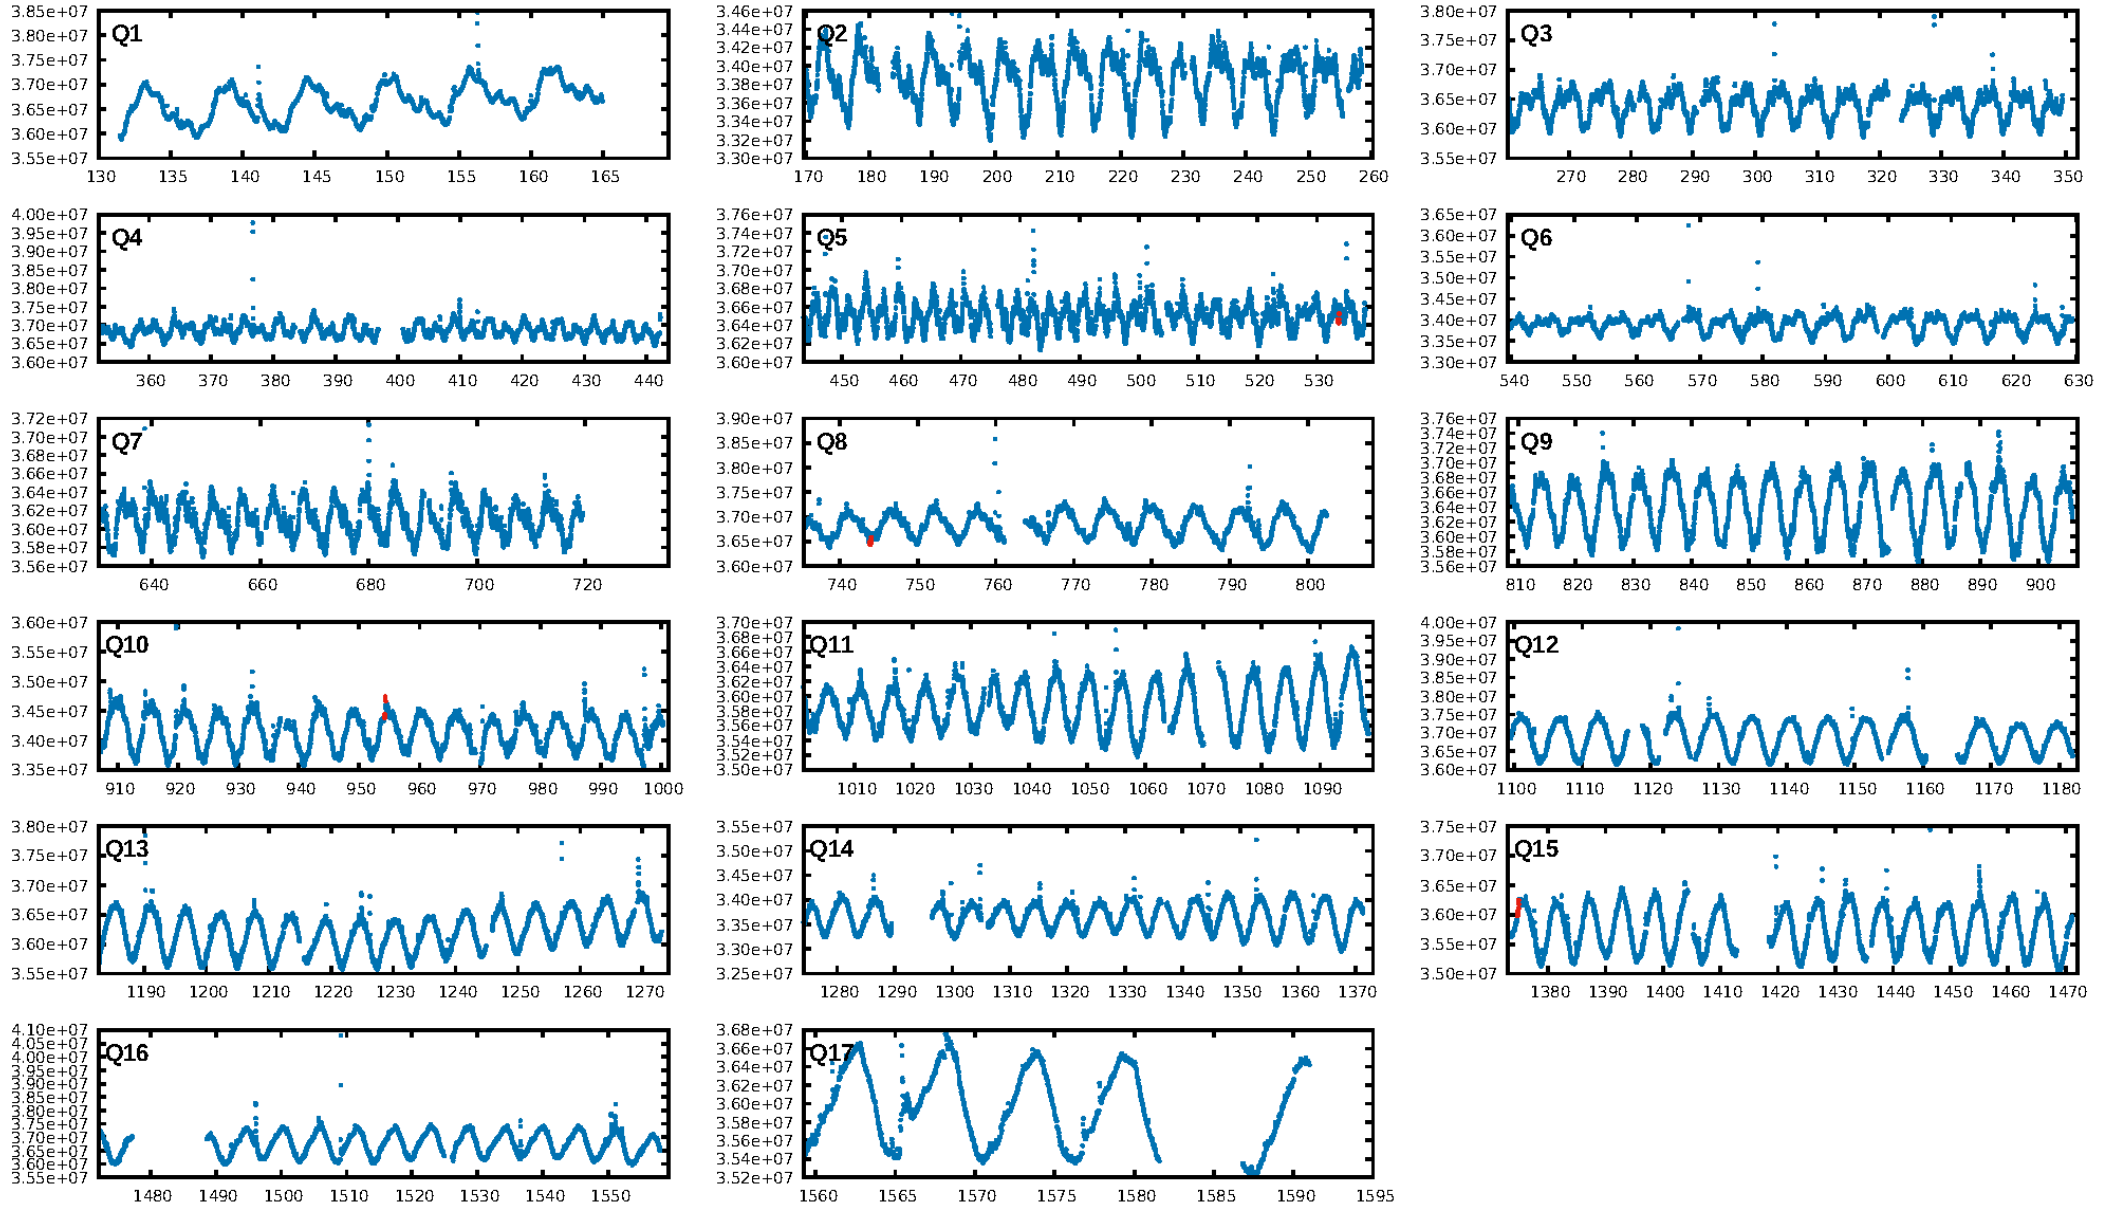 3.85e+07
Q1
3.80e+07
3.75e+07
3.70e+07
3.65e+07
3.60e+07
3.55e+07
130 135 140 145 150 155 160 165
3.46e+07
Q2
3.44e+07
3.42e+07
3.40e+07
3.38e+07
3.36e+07
3.34e+07
3.32e+07
3.30e+07
170 180 190 200 210 220 230 240 250 260
3.80e+07
Q3
3.75e+07
3.70e+07
3.65e+07
3.60e+07
3.55e+07
270 280 290 300 310 320 330 340 350
4.00e+07
Q4
3.95e+07
3.90e+07
3.85e+07
3.80e+07
3.75e+07
3.70e+07
3.65e+07
3.60e+07
360 370 380 390 400 410 420 430 440
3.76e+07
Q5
3.74e+07
3.72e+07
3.70e+07
3.68e+07
3.66e+07
3.64e+07
3.62e+07
3.60e+07
450 460 470 480 490 500 510 520 530
3.65e+07
Q6
3.60e+07
3.55e+07
3.50e+07
3.45e+07
3.40e+07
3.35e+07
3.30e+07
540 550 560 570 580 590 600 610 620 630
3.72e+07
Q7
3.70e+07
3.68e+07
3.66e+07
3.64e+07
3.62e+07
3.60e+07
3.58e+07
3.56e+07
640 660 680 700 720
3.90e+07
Q8
3.85e+07
3.80e+07
3.75e+07
3.70e+07
3.65e+07
3.60e+07
740 750 760 770 780 790 800
3.76e+07
Q9
3.74e+07
3.72e+07
3.70e+07
3.68e+07
3.66e+07
3.64e+07
3.62e+07
3.60e+07
3.58e+07
3.56e+07
810 820 830 840 850 860 870 880 890 900
3.60e+07
Q10
3.55e+07
3.50e+07
3.45e+07
3.40e+07
3.35e+07
910 920 930 940 950 960 970 980 990 1000
3.70e+07
Q11
3.68e+07
3.66e+07
3.64e+07
3.62e+07
3.60e+07
3.58e+07
3.56e+07
3.54e+07
3.52e+07
3.50e+07
1010 1020 1030 1040 1050 1060 1070 1080 1090
4.00e+07
Q12
3.95e+07
3.90e+07
3.85e+07
3.80e+07
3.75e+07
3.70e+07
3.65e+07
3.60e+07
1100 1110 1120 1130 1140 1150 1160 1170 1180
3.80e+07
Q13
3.75e+07
3.70e+07
3.65e+07
3.60e+07
3.55e+07
1190 1200 1210 1220 1230 1240 1250 1260 1270
3.55e+07
Q14
3.50e+07
3.45e+07
3.40e+07
3.35e+07
3.30e+07
3.25e+07
1280 1290 1300 1310 1320 1330 1340 1350 1360 1370
3.75e+07
Q15
3.70e+07
3.65e+07
3.60e+07
3.55e+07
3.50e+07
1380 1390 1400 1410 1420 1430 1440 1450 1460 1470
4.10e+07
Q16
4.05e+07
4.00e+07
3.95e+07
3.90e+07
3.85e+07
3.80e+07
3.75e+07
3.70e+07
3.65e+07
3.60e+07
3.55e+07
1480 1490 1500 1510 1520 1530 1540 1550
3.68e+07
Q17
3.66e+07
3.64e+07
3.62e+07
3.60e+07
3.58e+07
3.56e+07
3.54e+07
3.52e+07
1560 1565 1570 1575 1580 1585 1590 1595